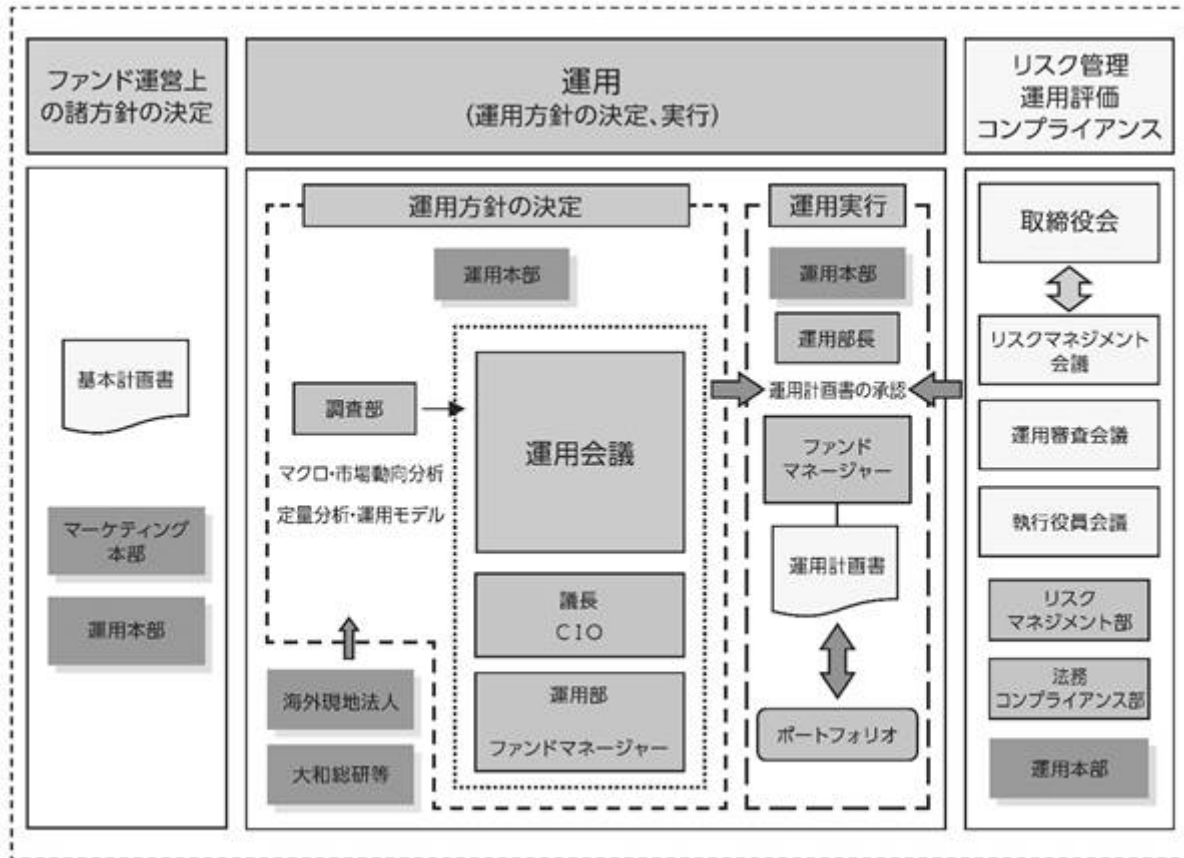 ファンド運営上
の諸方針の決定
運用
(運用方針の決定、実行)
リスク管理
運用評価
コンプライアンス
基本計画書
マーケティング
本部
運用本部
運用方針の決定
運用本部
調査部
マクロ・市場動向分析
定量分析・運用モデル
運用会議
議長
CIO
運用部
ファンドマネージャー
海外現地法人
大和総研等
運用実行
運用本部
運用部長
運用計画書の承認
ファンド
マネージャー
運用計画書
ポートフォリオ
取締役会
リスクマネジメント
会議
運用審査会議
執行役員会議
リスク
マネジメント部
法務
コンプライアンス部
運用本部